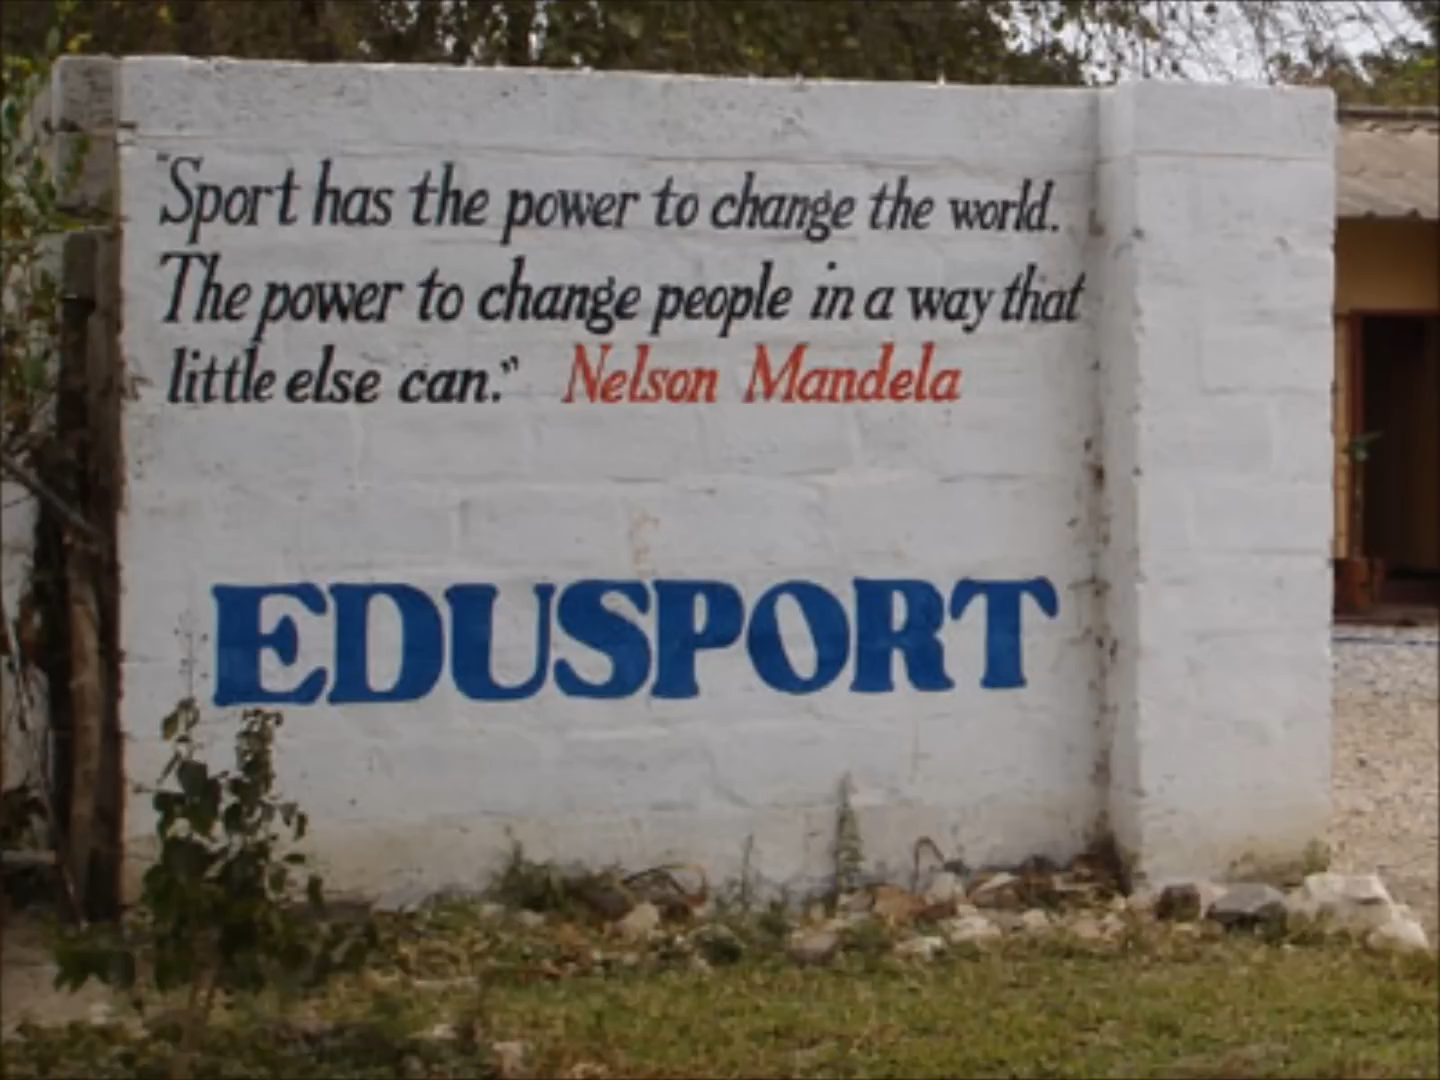 "Sport has the power to change the world.
The power to change people in a way that
little else can." Nelson Mandela
EDUSPORT